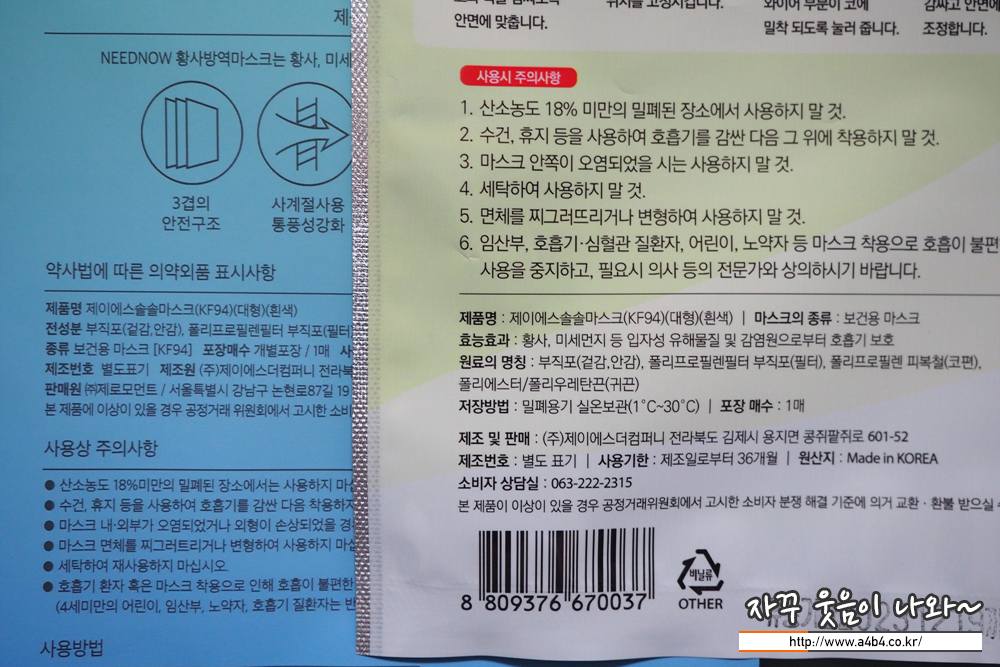 제
NEEDNOW 황사방역마스크는 황사, 미세
3겹의
안전구조
사계절사용
통풍성강화
약사법에 따른 의약외품 표시사항
제품명 제이에스솔솔마스크(KF94)(대형)(흰색)
전성분 부직포(겉감,안감), 폴리프로필렌필터 부직포(필터)
종류 보건용 마스크 [KF94] 포장매수 개별포장 / 1매
제조번호 별도표기 제조원 (주)제이에스더컴퍼니 전라
판매원 ㈜제로모먼트 / 서울특별시 강남구 논현로87길 19
본 제품에 이상이 있을 경우 공정거래 위원회에서 고시한 소비
사용상 주의사항
● 산소농도 18%미만의 밀폐된 장소에서는 사용하지 마
● 수건, 휴지 등을 사용하여 호흡기를 감싼 다음 착용하지
● 마스크 내·외부가 오염되었거나 외형이 손상되었을 경
● 마스크 면체를 찌그러트리거나 변형하여 사용하지 마
● 세탁하여 재사용하지 마십시오.
● 호흡기 환자 혹은 마스크 착용으로 인해 호흡이 불편한
(4세미만의 어린이, 임산부, 노약자, 호흡기 질환자는 반
사용방법
안면에 맞춥니다.
위치를 고정시킵니다.
와이어 부분이 코에
밀착 되도록 눌러 줍니다.
감싸고 안면에
조정합니다.
사용시 주의사항
1. 산소농도 18% 미만의 밀폐된 장소에서 사용하지 말 것.
2. 수건, 휴지 등을 사용하여 호흡기를 감싼 다음 그 위에 착용하지 말 것.
3. 마스크 안쪽이 오염되었을 시는 사용하지 말 것.
4. 세탁하여 사용하지 말 것.
5. 면체를 찌그러뜨리거나 변형하여 사용하지 말 것.
6. 임산부, 호흡기·심혈관 질환자, 어린이, 노약자 등 마스크 착용으로 호흡이 불편
사용을 중지하고, 필요시 의사 등의 전문가와 상의하시기 바랍니다.
제품명 : 제이에스솔솔마스크(KF94)(대형)(흰색) | 마스크의 종류 : 보건용 마스크
효능효과 : 황사, 미세먼지 등 입자성 유해물질 및 감염원으로부터 호흡기 보호
원료의 명칭 : 부직포(겉감,안감), 폴리프로필렌필터 부직포(필터), 폴리프로필렌 피복철(코편),
폴리에스터/폴리우레탄끈(귀끈)
저장방법 : 밀폐용기 실온보관(1˚C~30˚C) | 포장 매수 : 1매
제조 및 판매 : (주)제이에스더컴퍼니 전라북도 김제시 용지면 콩쥐팥쥐로 601-52
제조번호 : 별도 표기 | 사용기한 : 제조일로부터 36개월 | 원산지 : Made in KOREA
소비자 상담실 : 063-222-2315
본 제품이 이상이 있을 경우 공정거래위원회에서 고시한 소비자 분쟁 해결 기준에 의거 교환 · 환불 받으실
8 809376 670037
비닐류
OTHER
자꾸 웃음이 나와~
http://www.a4b4.co.kr/